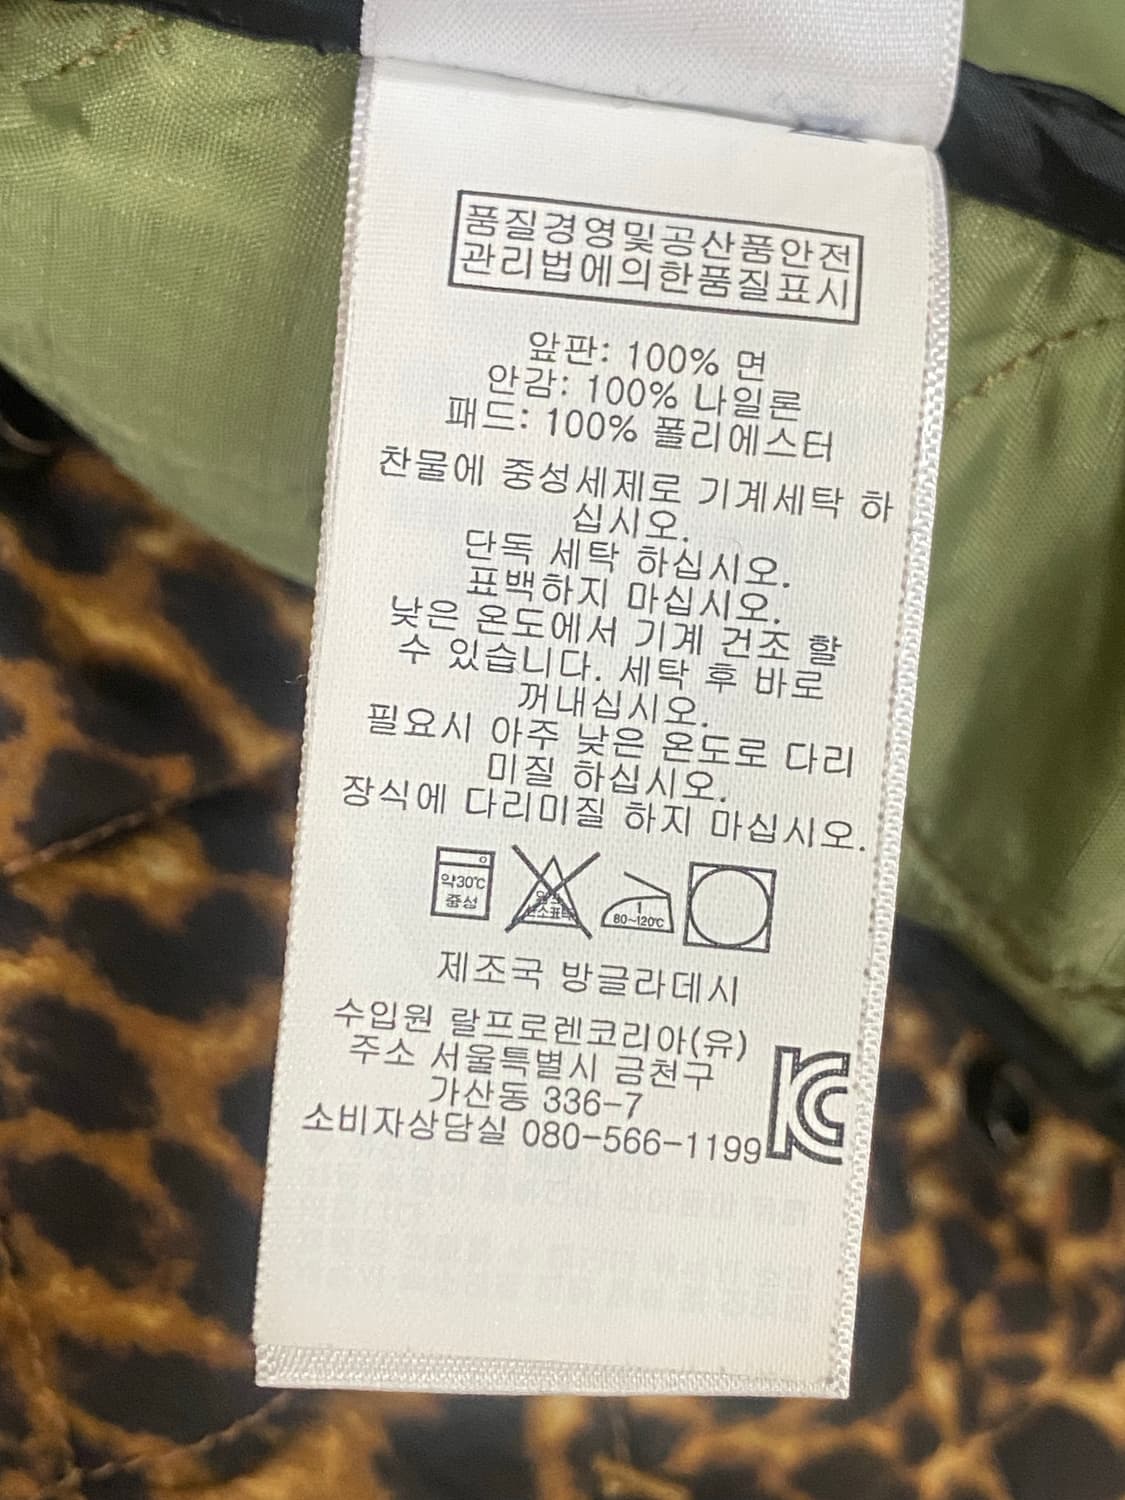 품질경영및공산품안전
관리법에의한품질표시
앞판: 100% 면
안감: 100% 나일론
패드: 100% 폴리에스터
찬물에 중성세제로 기계세탁 하
십시오.
단독 세탁 하십시오.
표백하지 마십시오.
낮은 온도에서 기계 건조 할
수 있습니다. 세탁 후 바로
꺼내십시오.
필요시 아주 낮은 온도로 다리
미질 하십시오.
장식에 다리미질 하지 마십시오.
약30℃
중성
1
80~120℃
제조국 방글라데시
수입원 랄프로렌코리아(유)
주소 서울특별시 금천구
가산동 336-7
소비자상담실 080-566-1199